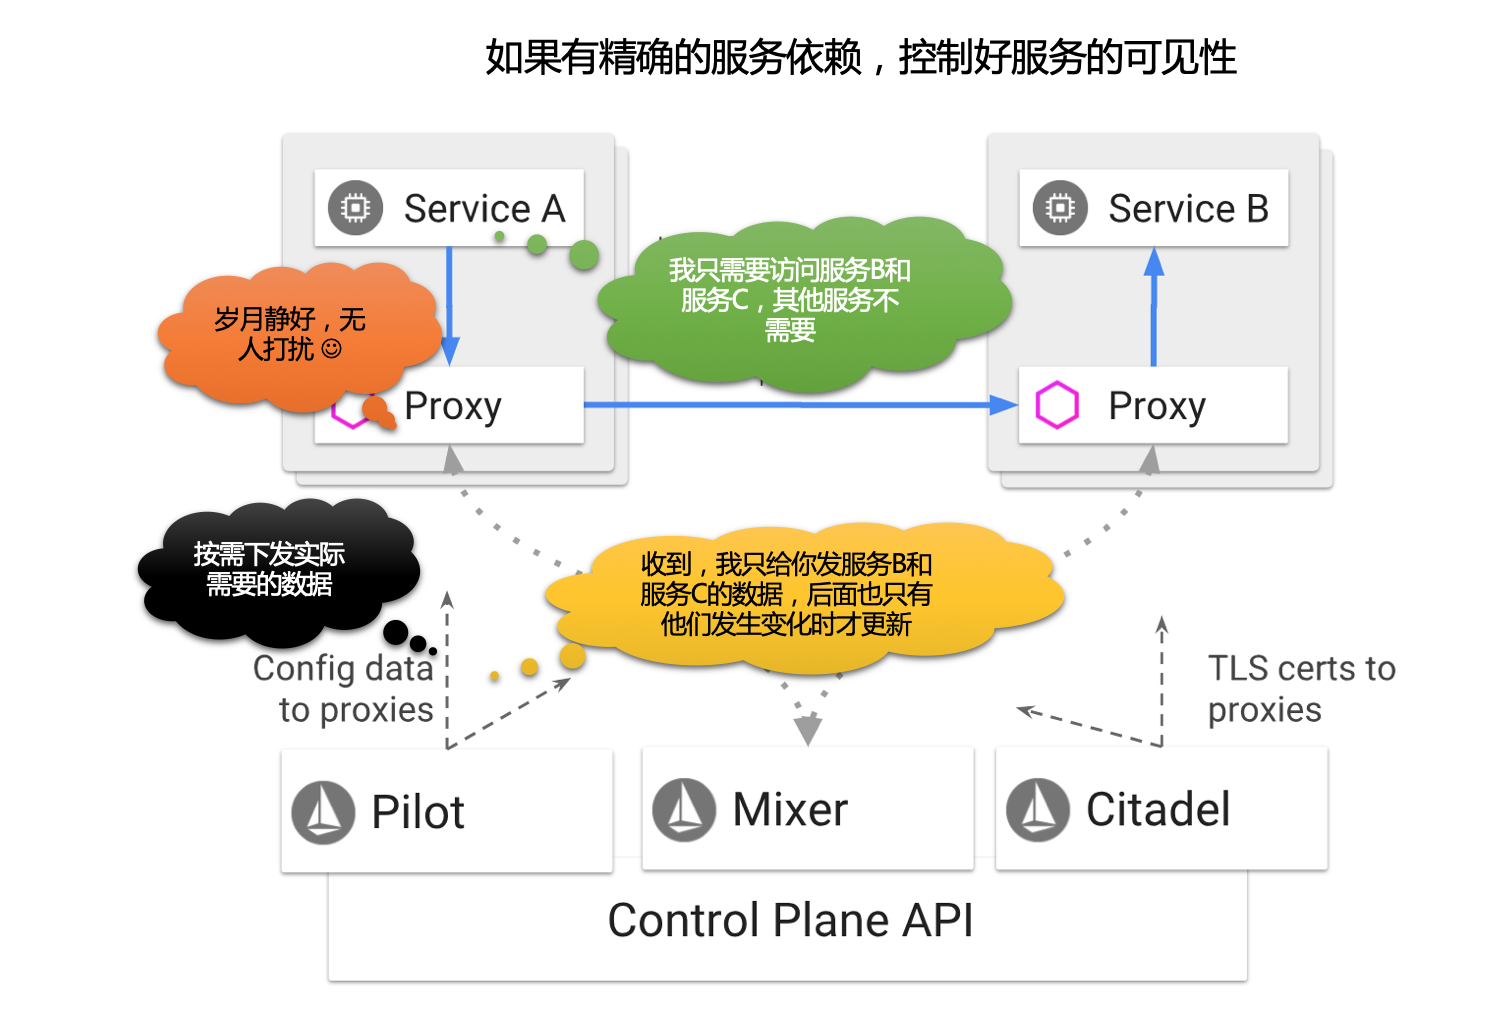 如果有精确的服务依赖，控制好服务的可见性
Service A
Service B
我只需要访问服务B和
服务C，其他服务不
需要
岁月静好，无
人打扰☺
Proxy
Proxy
按需下发实际
需要的数据
收到，我只给你发服务B和
服务C的数据，后面也只有
他们发生变化时才更新
Config data
to proxies
TLS certs to
proxies
Pilot
Mixer
Citadel
Control Plane API